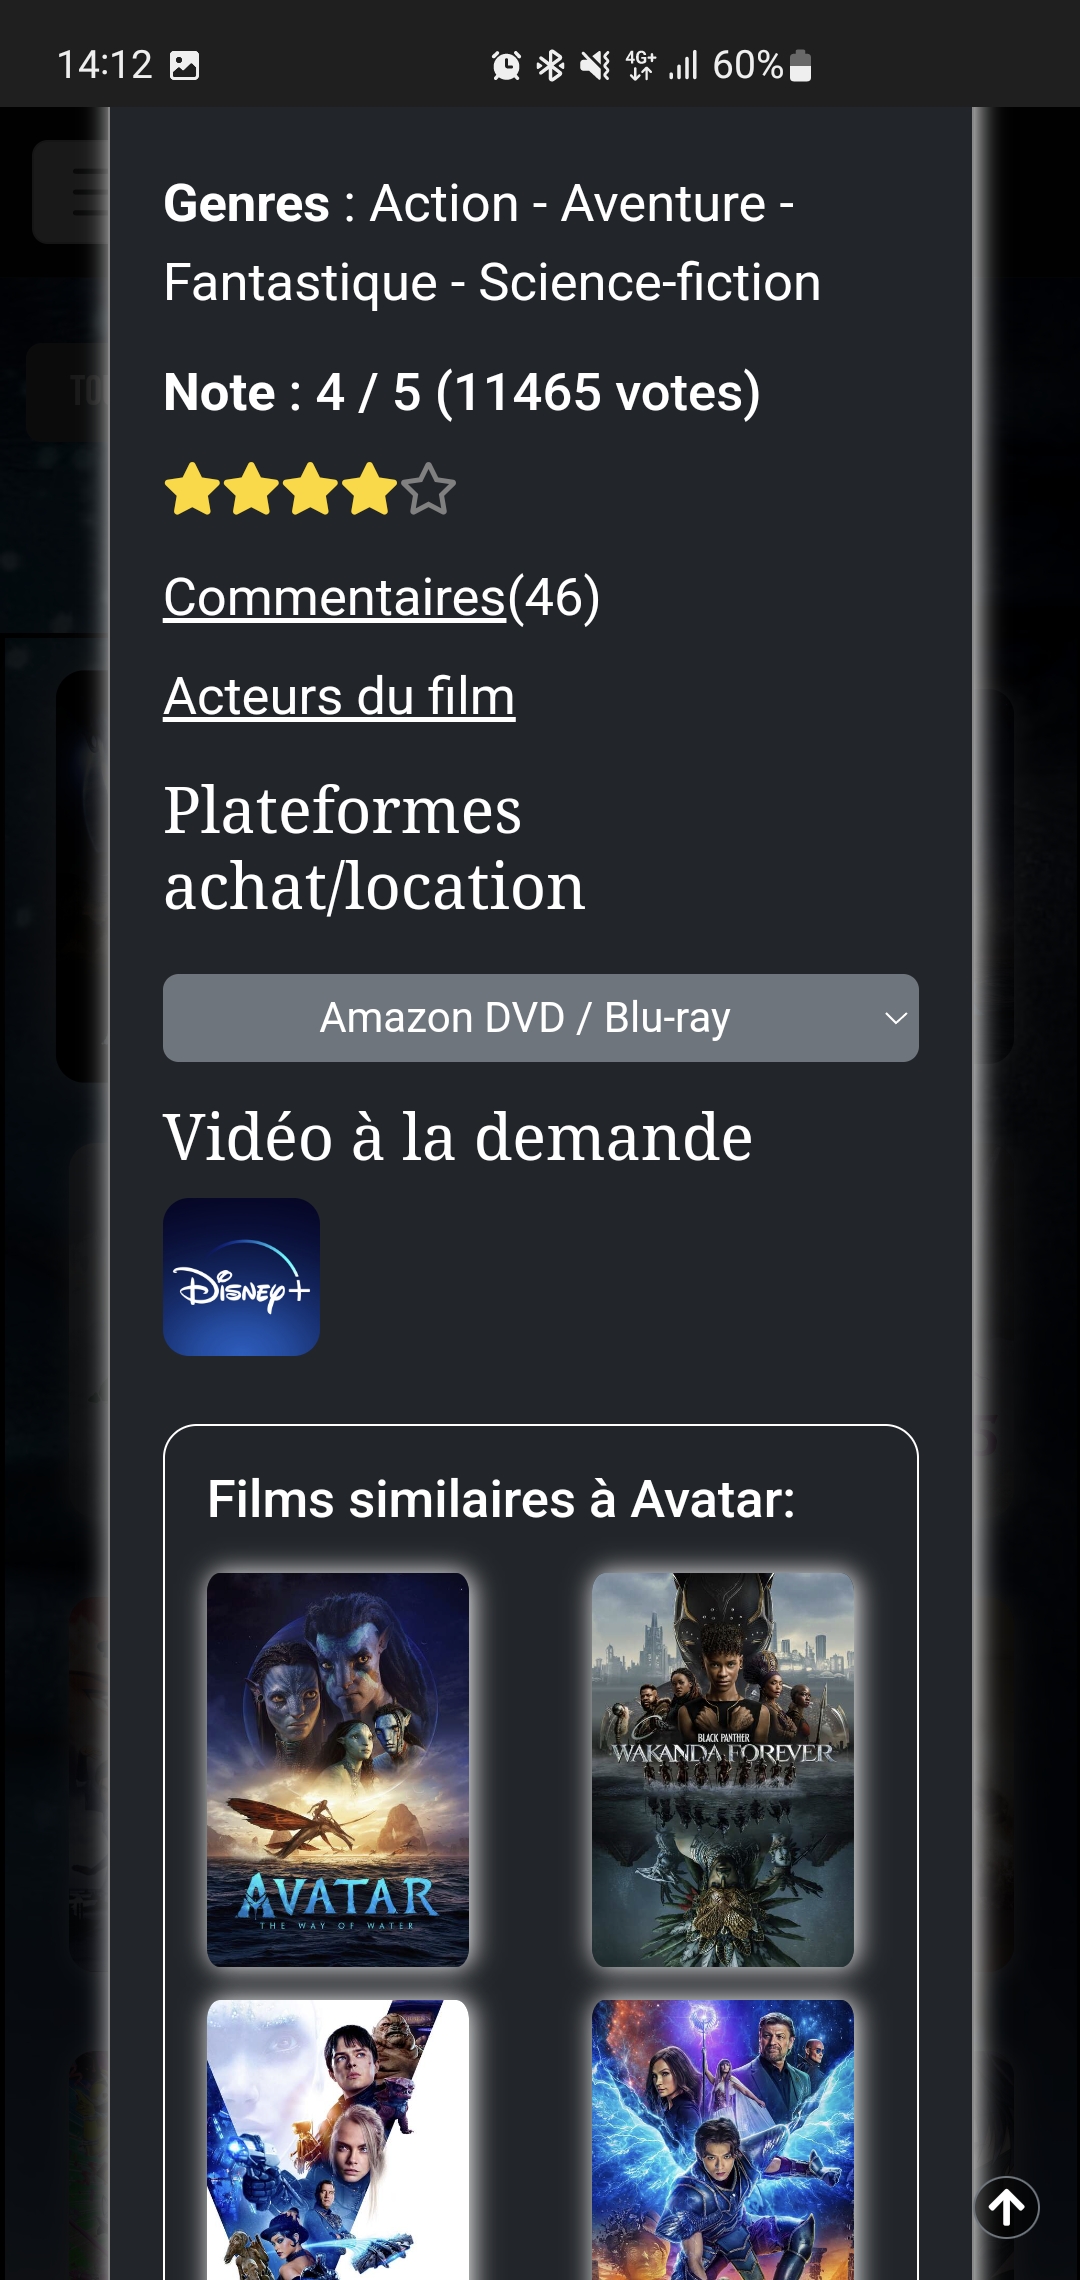 14:12
4G+
60%
Genres : Action - Aventure -
Fantastique - Science-fiction
Note : 4 / 5 (11465 votes)
Commentaires(46)
Acteurs du film
Plateformes
achat/location
Amazon DVD / Blu-ray
Vidéo à la demande
Disney+
Films similaires à Avatar:
AVATAR
THE WAY OF WATER
BLACK PANTHER
WAKANDA FOREVER